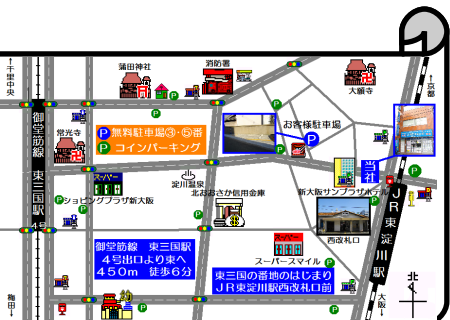 ↑千里中央
蒲田神社
消防署
大願寺
↑京都
御堂筋線 東三国駅
常光寺
P 無料駐車場③・⑤番
P コインパーキング
お客様駐車場
P
当社
スーパー
ショッピングプラザ新大阪
淀川温泉
北おおさか信用金庫
新大阪サンプラザホテル
4号
御堂筋線 東三国駅
4号出口より東へ
450m 徒歩6分
スーパー
スーパースマイル
西改札口
JR東淀川駅
東三国の番地のはじまり
JR東淀川駅西改札口前
北
梅田↓
大阪↓